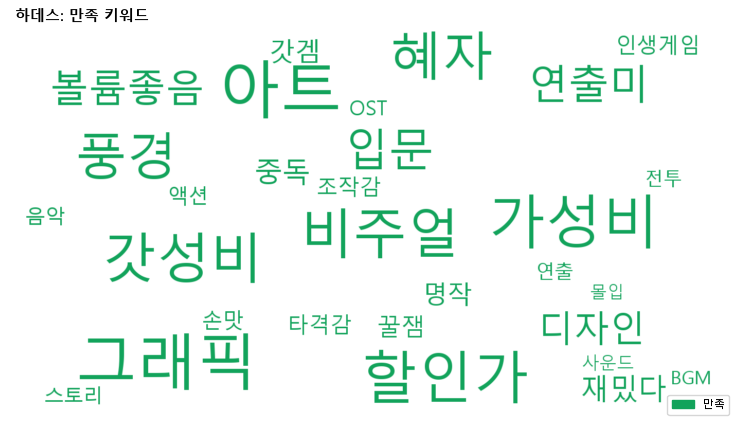 하데스: 만족 키워드
갓겜
혜자
인생게임
볼륨좋음
아트
연출미
OST
풍경
입문
중독
조작감
전투
액션
음악
비주얼
가성비
갓성비
연출
명작
몰입
손맛
타격감
꿀잼
디자인
그래픽
할인가
사운드
스토리
재밌다
BGM
만족